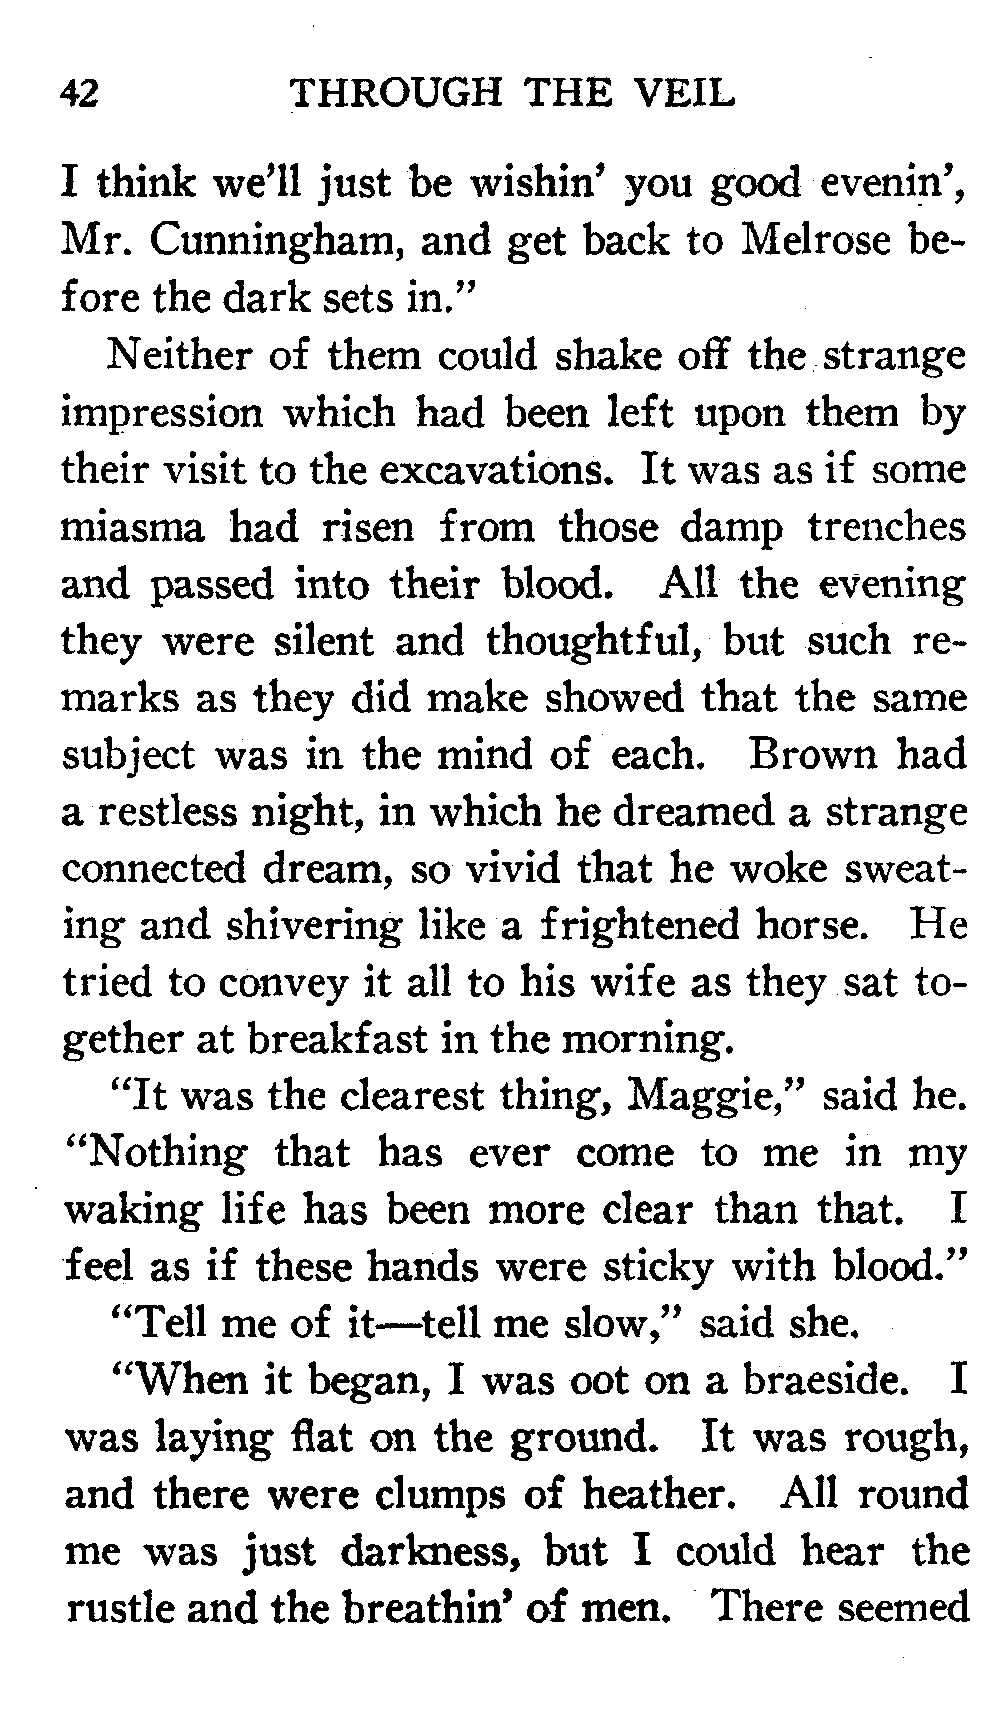 42 THROUGH THE VEIL
I think we'll just be wishin' you good evenin',
Mr. Cunningham, and get back to Melrose be-
fore the dark sets in.”
Neither of them could shake off the strange
impression which had been left upon them by
their visit to the excavations. It was as if some
miasma had risen from those damp trenches
and passed into their blood. All the evening
they were silent and thoughtful, but such re-
marks as they did make showed that the same
subject was in the mind of each. Brown had
a restless night, in which he dreamed a strange
connected dream, so vivid that he woke sweat-
ing and shivering like a frightened horse. He
tried to convey it all to his wife as they sat to-
gether at breakfast in the morning.
“It was the clearest thing, Maggie,” said he.
“Nothing that has ever come to me in my
waking life has been more clear than that. I
feel as if these hands were sticky with blood.”
“Tell me of it—tell me slow,” said she.
“When it began, I was oot on a braeside. I
was laying flat on the ground. It was rough,
and there were clumps of heather. All round
me was just darkness, but I could hear the
rustle and the breathin' of men. There seemed